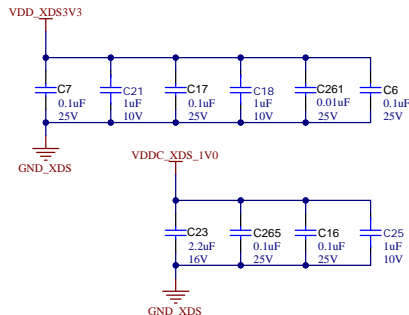 VDD_XDS3V3
C7 C21 C17 C18 C261 C6
0.1uF 1uF 0.1uF 1uF 0.01uF 0.1uF
25V 10V 25V 10V 25V 25V
GND_XDS
VDDC_XDS_1V0
C23 C265 C16 C25
2.2uF 0.1uF 0.1uF 1uF
16V 25V 25V 10V
GND_XDS